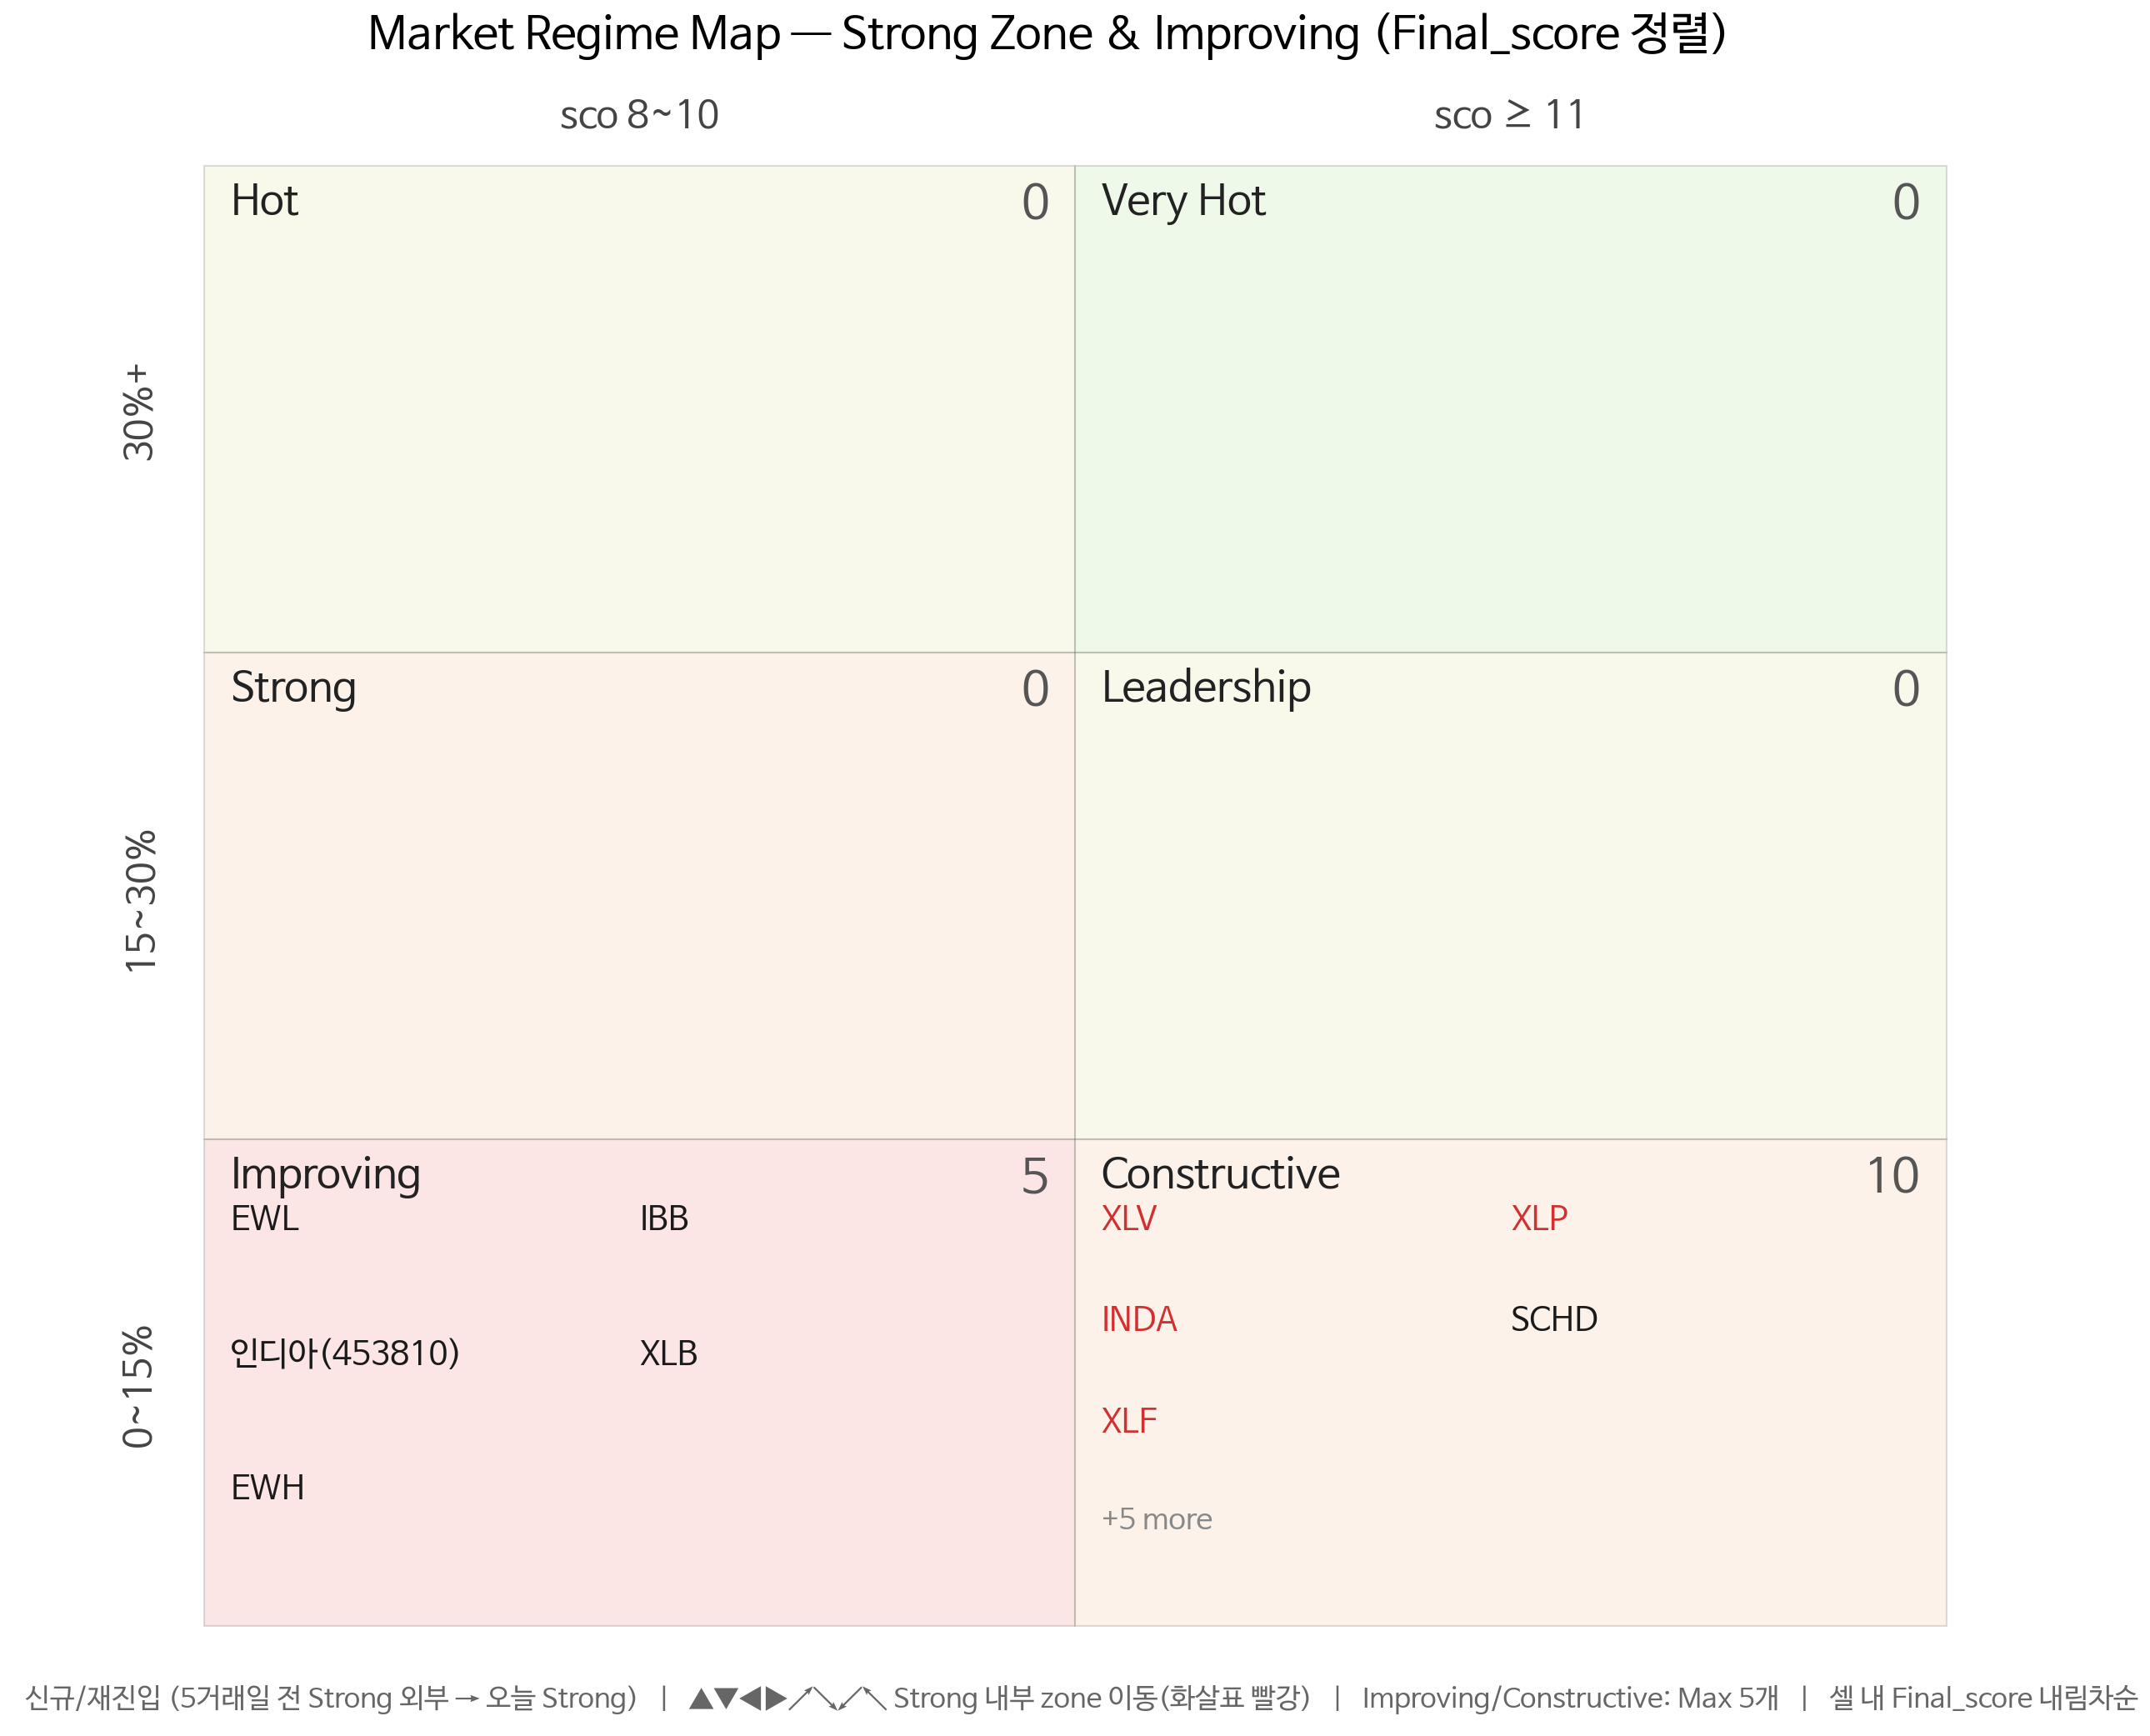 Market Regime Map — Strong Zone & Improving (Final_score 정렬)
sco 8~10
sco ≥ 11
30%+
Hot 0
Very Hot 0
15~30%
Strong 0
Leadership 0
0~15%
Improving 5
EWL IBB
인디아(453810) XLB
EWH
Constructive 10
XLV XLP
INDA SCHD
XLF
+5 more
신규/재진입 (5거래일 전 Strong 외부 → 오늘 Strong) | ▲▼◀▶↗↘↙↖ Strong 내부 zone 이동(화살표 빨강) | Improving/Constructive: Max 5개 | 셀 내 Final_score 내림차순